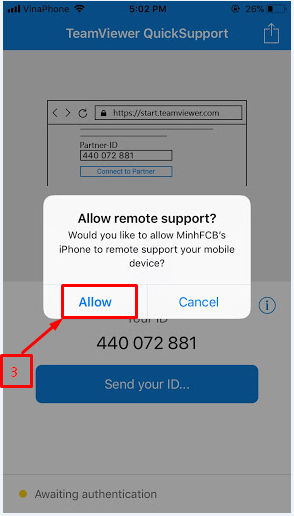 VinaPhone 5:02 PM 26%
TeamViewer QuickSupport
https://start.teamviewer.com
Partner-ID
440 072 881
Connect to Partner
Allow remote support?
Would you like to allow MinhFCB's
iPhone to remote support your mobile
device?
Allow Cancel
Your ID
3
440 072 881
Send your ID...
Awaiting authentication